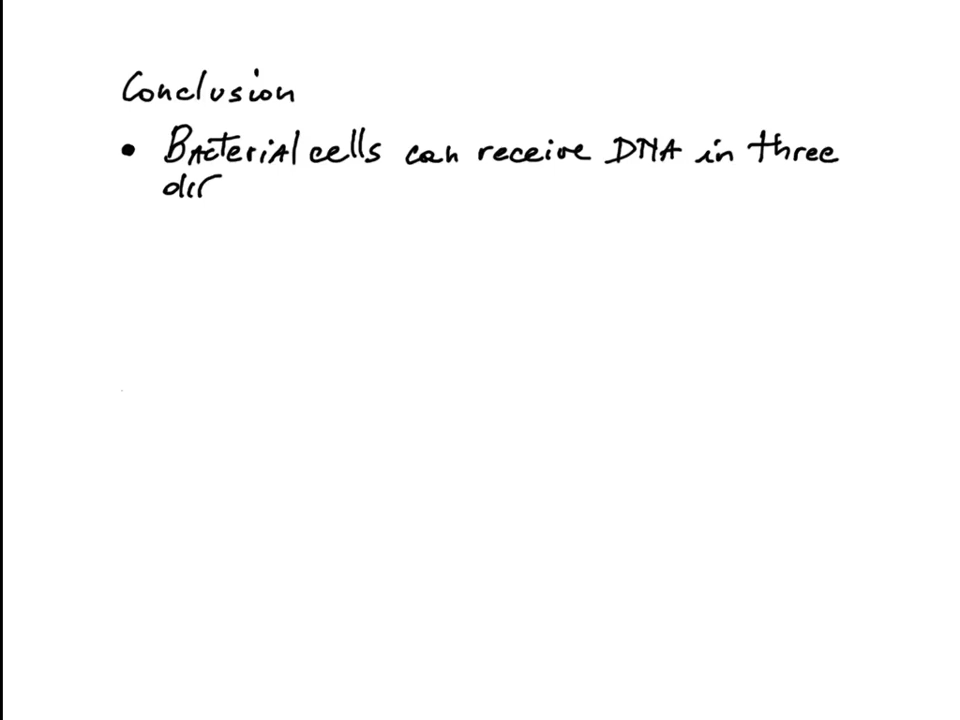 Conclusion
• Bacterial cells can receive DNA in three